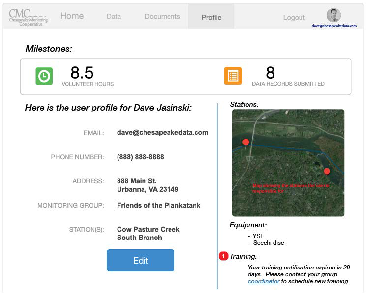 CMC
Chesapeake Monitoring
Cooperative
Home
Data
Documents
Profile
Logout
dave@chesapeakedata.com
Milestones:
8.5
VOLUNTEER HOURS
8
DATA RECORDS SUBMITTED
Here is the user profile for Dave Jasinski:
EMAIL: dave@chesapeakedata.com
PHONE NUMBER: (888) 888-8888
ADDRESS: 888 Main St.
Urbanna, VA 23149
MONITORING GROUP: Friends of the Piankatank
STATION(S): Cow Pasture Creek
South Branch
Edit
Stations:
Equipment:
- YSI
- Secchi disc
! Training:
Your training certification expires in 20
days. Please contact your group
coordinator to schedule new training